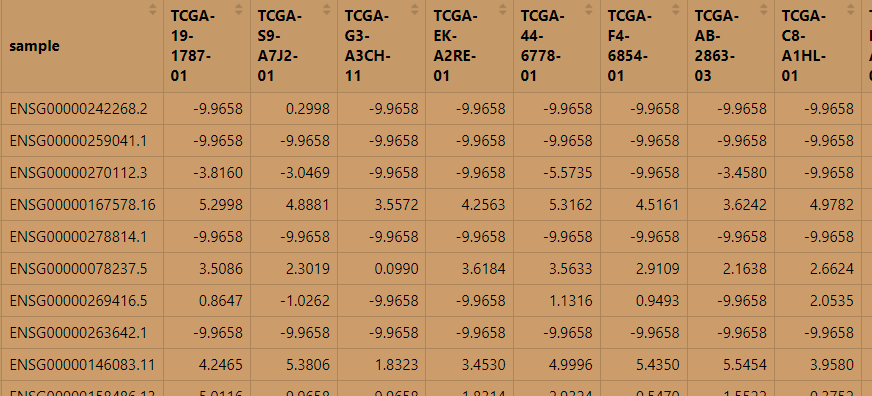 sample TCGA-19-1787-01 TCGA-S9-A7J2-01 TCGA-G3-A3CH-11 TCGA-EK-A2RE-01 TCGA-44-6778-01 TCGA-F4-6854-01 TCGA-AB-2863-03 TCGA-C8-A1HL-01
ENSG00000242268.2 -9.9658 0.2998 -9.9658 -9.9658 -9.9658 -9.9658 -9.9658 -9.9658
ENSG00000259041.1 -9.9658 -9.9658 -9.9658 -9.9658 -9.9658 -9.9658 -9.9658 -9.9658
ENSG00000270112.3 -3.8160 -3.0469 -9.9658 -9.9658 -5.5735 -9.9658 -3.4580 -9.9658
ENSG00000167578.16 5.2998 4.8881 3.5572 4.2563 5.3162 4.5161 3.6242 4.9782
ENSG00000278814.1 -9.9658 -9.9658 -9.9658 -9.9658 -9.9658 -9.9658 -9.9658 -9.9658
ENSG00000078237.5 3.5086 2.3019 0.0990 3.6184 3.5633 2.9109 2.1638 2.6624
ENSG00000269416.5 0.8647 -1.0262 -9.9658 -9.9658 1.1316 0.9493 -9.9658 2.0535
ENSG00000263642.1 -9.9658 -9.9658 -9.9658 -9.9658 -9.9658 -9.9658 -9.9658 -9.9658
ENSG00000146083.11 4.2465 5.3806 1.8323 3.4530 4.9996 5.4350 5.5454 3.9580